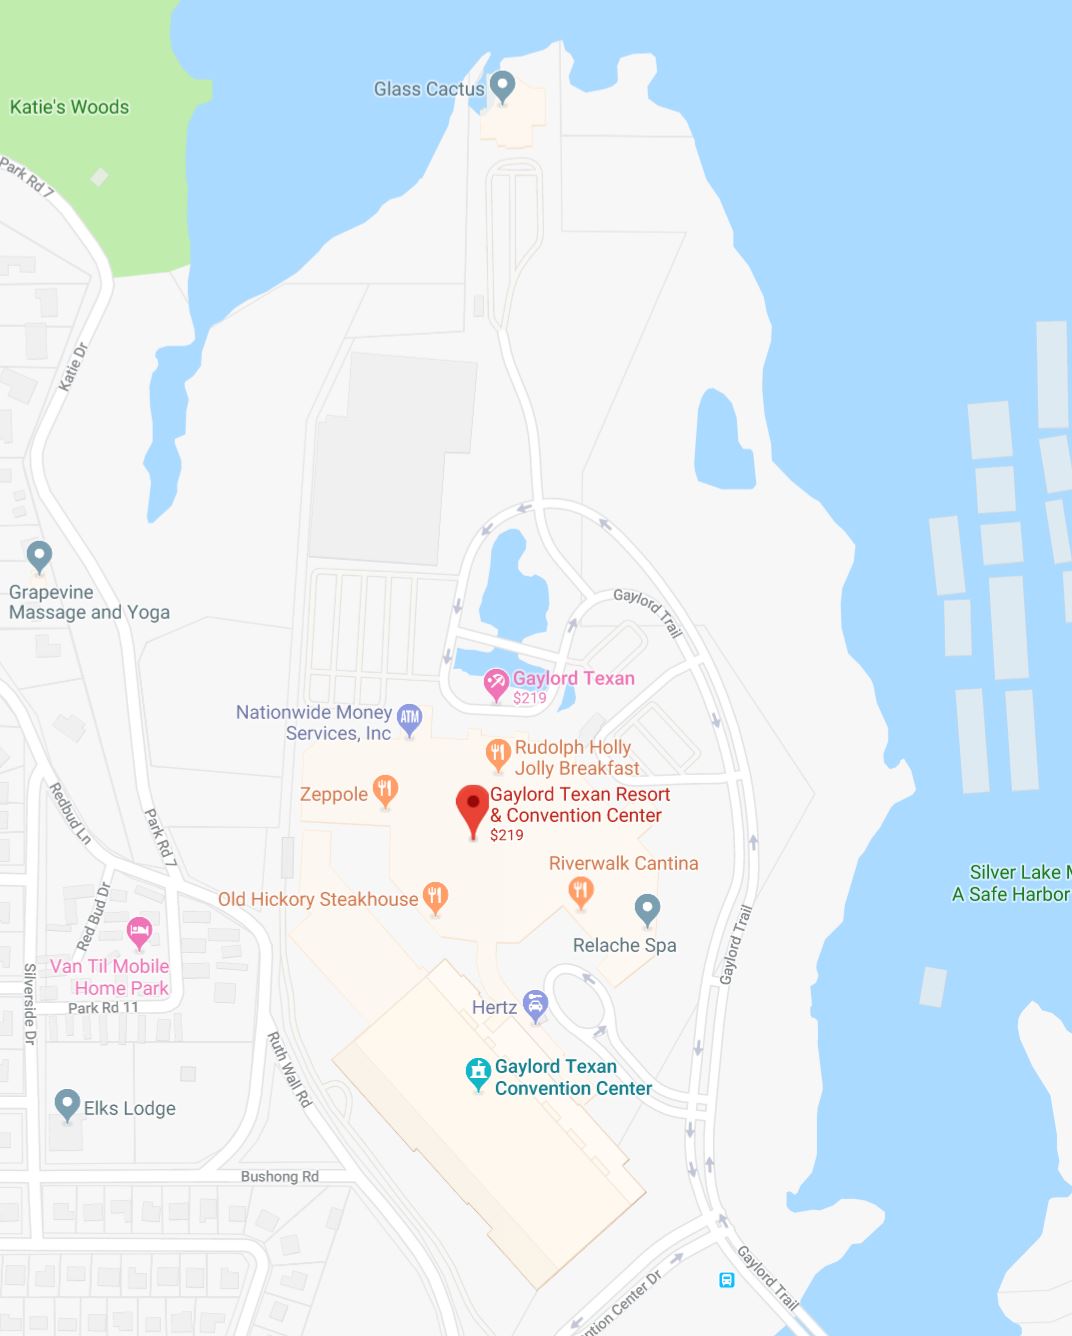 Glass Cactus
Katie's Woods
Park Rd 7
Katie Dr
Grapevine
Massage and Yoga
Gaylord Trail
Gaylord Texan
$219
Nationwide Money
Services, Inc
ATM
Rudolph Holly
Jolly Breakfast
Zeppole
Gaylord Texan Resort
& Convention Center
$219
Redbud Ln
Park Rd 7
Riverwalk Cantina
Silver Lake
A Safe Harbor
Old Hickory Steakhouse
Red Bud Dr
Relache Spa
Gaylord Trail
Van Til Mobile
Home Park
Silverside Dr
Park Rd 11
Hertz
Ruth Wall Rd
Gaylord Texan
Convention Center
Elks Lodge
Bushong Rd
Center Dr
Gaylord Trail